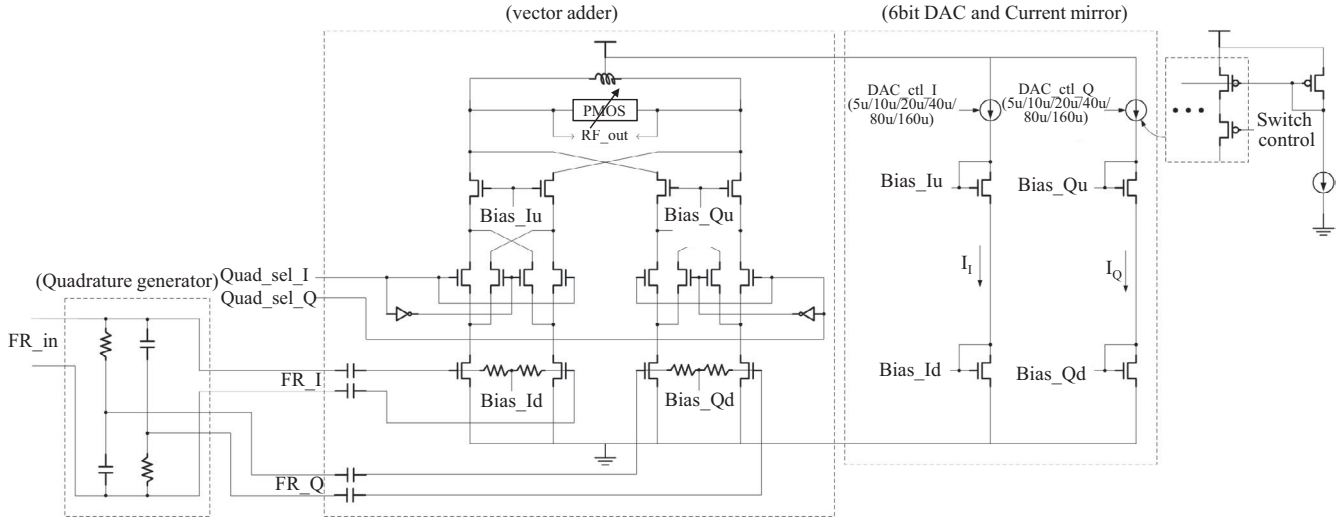 (vector adder)
(6bit DAC and Current mirror)
PMOS
RF_out
DAC_ctl_I
(5u/10u/20u/40u/
80u/160u)
DAC_ctl_Q
(5u/10u/20u/40u/
80u/160u)
Switch
control
Bias_Iu
Bias_Qu
Bias_Iu
Bias_Qu
(Quadrature generator)
Quad_sel_I
Quad_sel_Q
I_I
I_Q
FR_in
FR_I
Bias_Id
Bias_Qd
Bias_Id
Bias_Qd
FR_Q